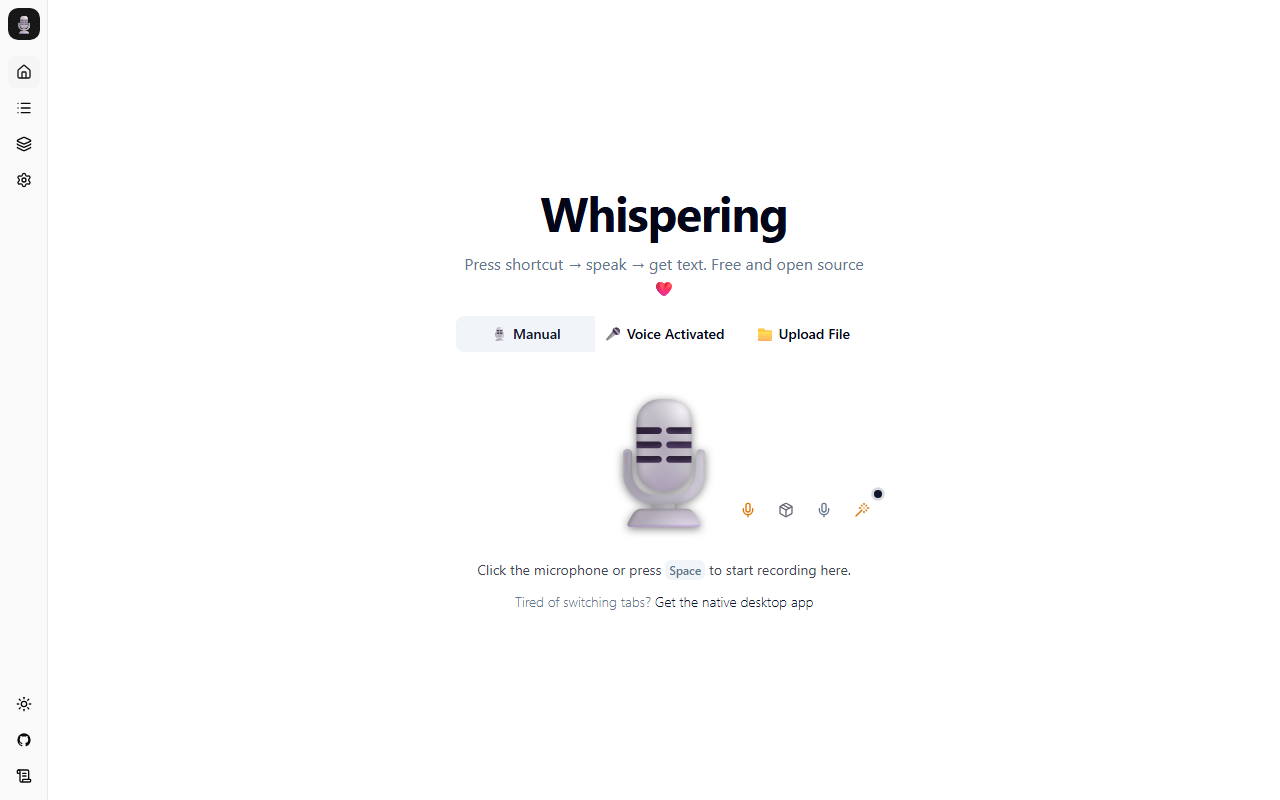 Whispering
Press shortcut → speak → get text. Free and open source
Manual
Voice Activated
Upload File
Click the microphone or press Space to start recording here.
Tired of switching tabs? Get the native desktop app